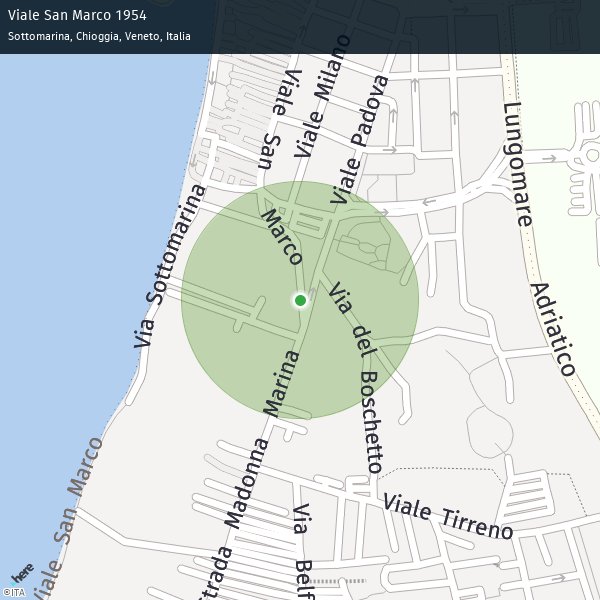 Viale San Marco 1954
Sottomarina, Chioggia, Veneto, Italia
Viale San
Marco
Viale Milano
Viale Padova
Lungomare
Adriatico
Via Sottomarina
Via del Boschetto
Strada Madonna Marina
Viale San Marco
Viale Tirreno
Via Belf
here
©ITA